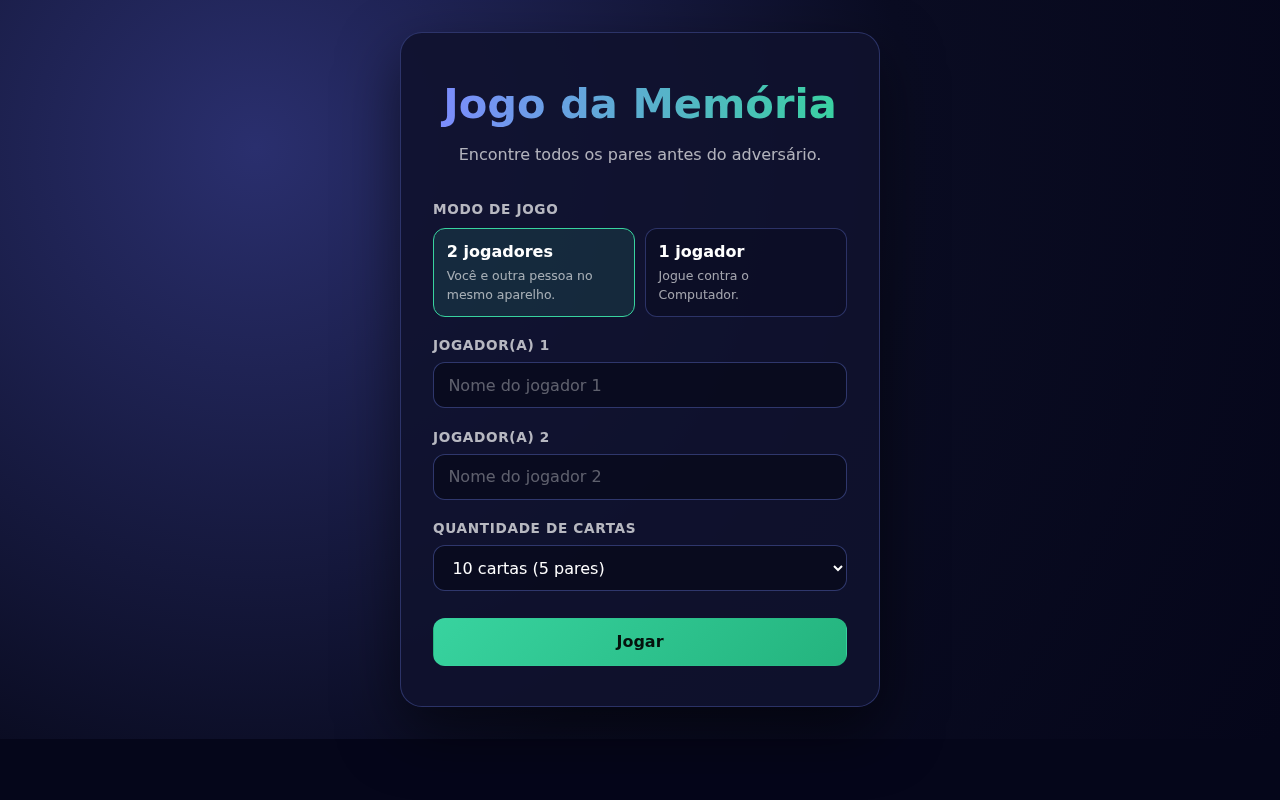 Jogo da Memória
Encontre todos os pares antes do adversário.
MODO DE JOGO
2 jogadores
Você e outra pessoa no
mesmo aparelho.
1 jogador
Jogue contra o
Computador.
JOGADOR(A) 1
Nome do jogador 1
JOGADOR(A) 2
Nome do jogador 2
QUANTIDADE DE CARTAS
10 cartas (5 pares)
Jogar